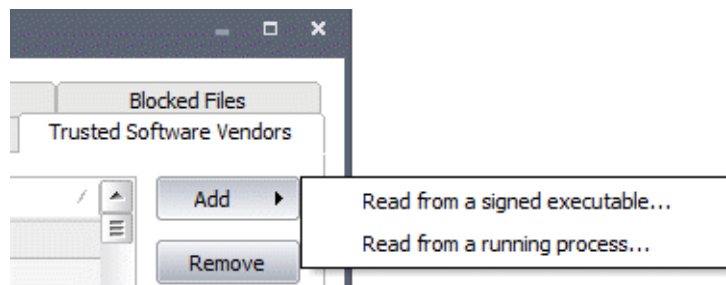 Blocked Files
Trusted Software Vendors
Add
Read from a signed executable...
Read from a running process...
Remove